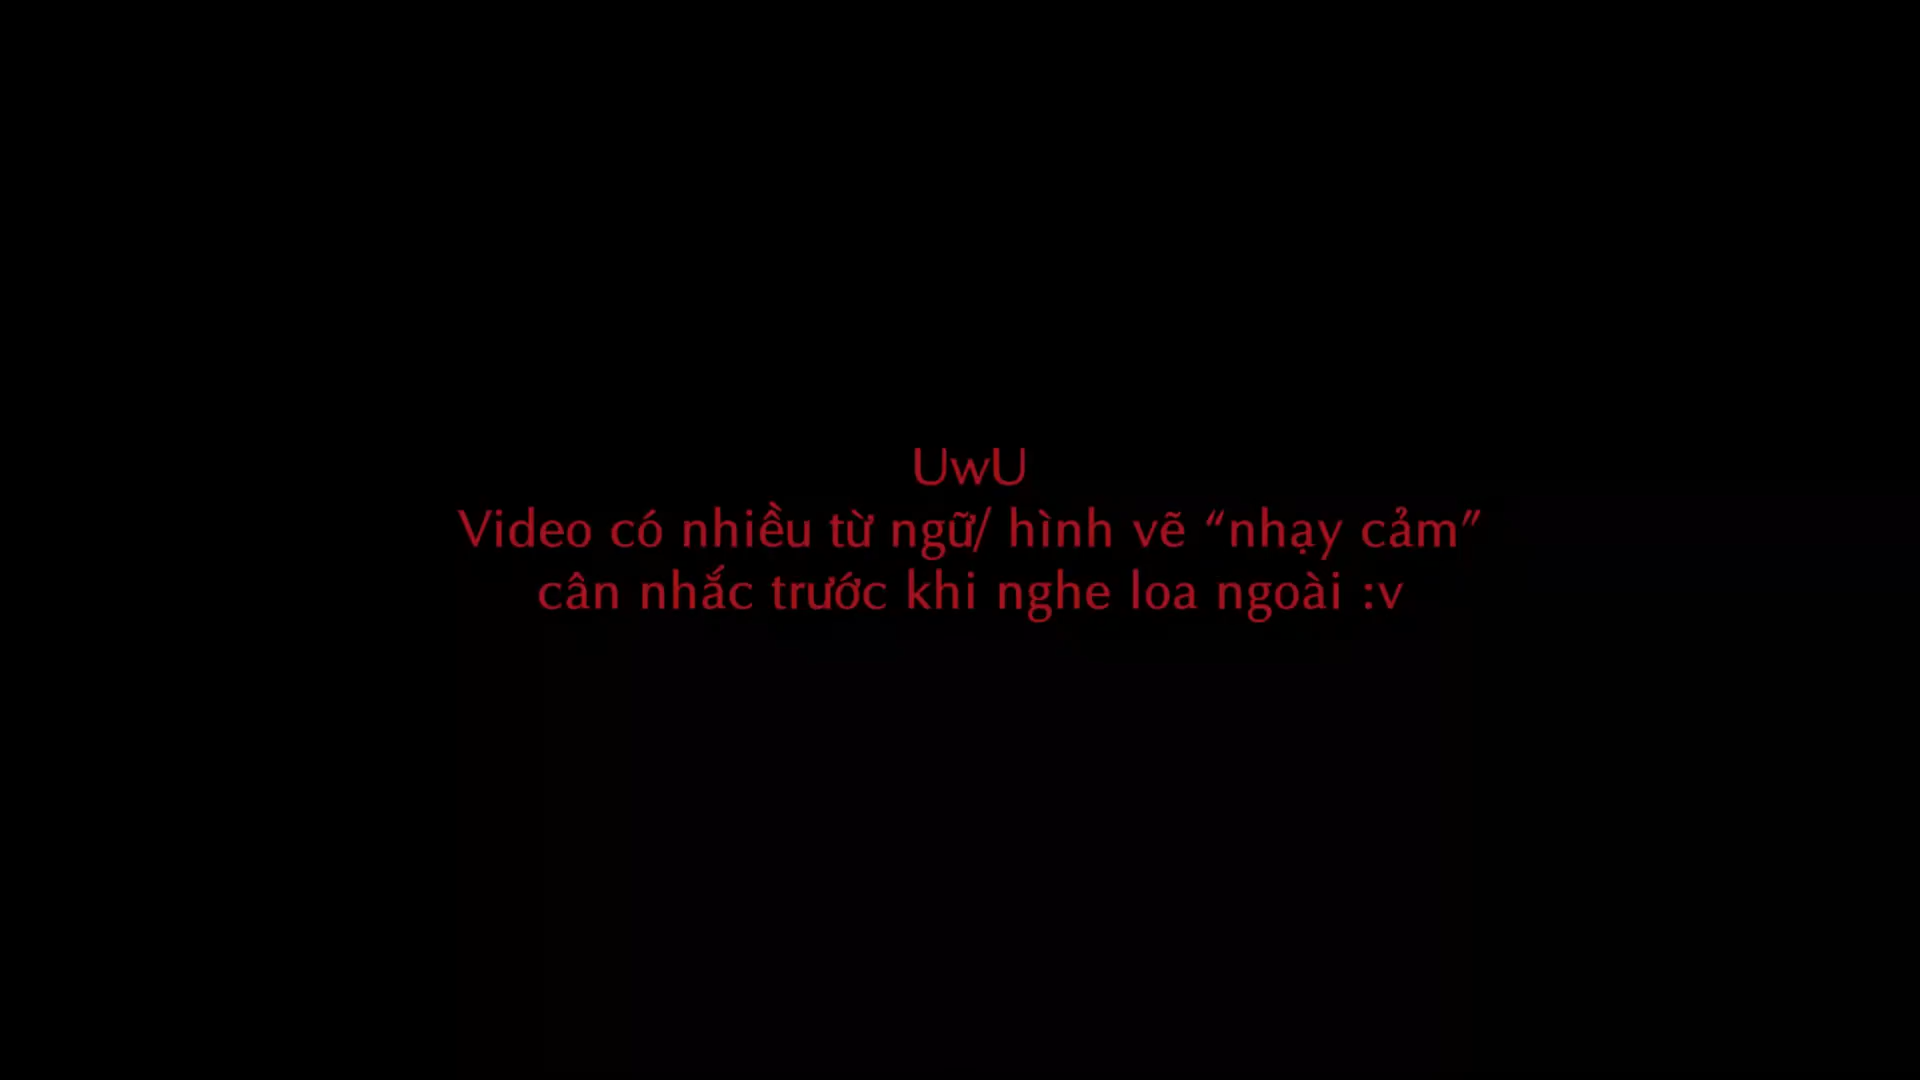 UwU
Video có nhiều từ ngữ/ hình vẽ “nhạy cảm”
cân nhắc trước khi nghe loa ngoài :v